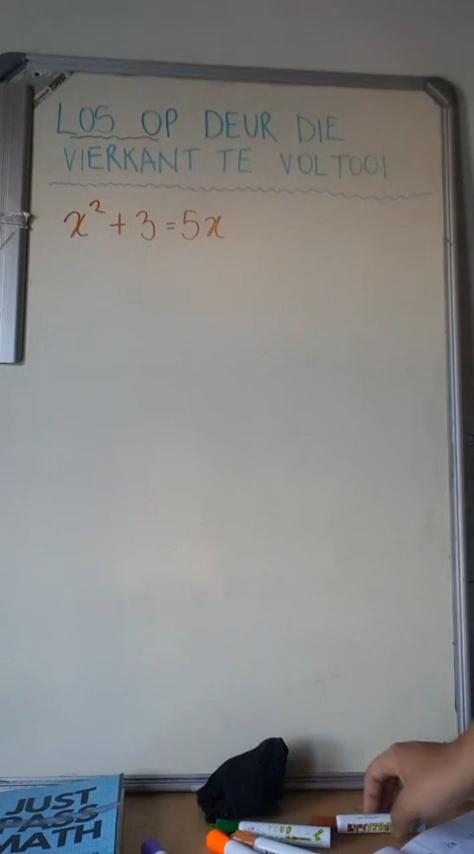 LOS OP DEUR DIE
VIERKANT TE VOLTOOI
x² + 3 = 5x
JUST
PASS
MATH